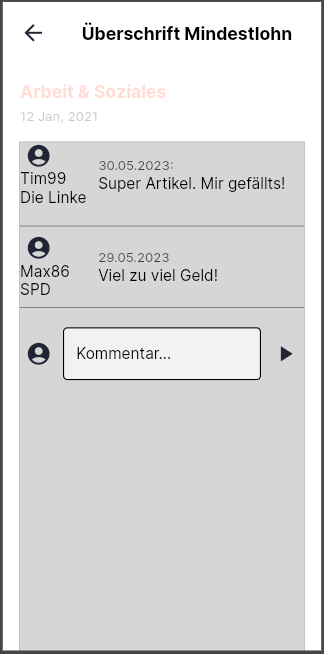 Überschrift Mindestlohn
Arbeit & Soziales
12 Jan, 2021
30.05.2023:
Tim99
Super Artikel. Mir gefällts!
Die Linke
29.05.2023
Max86
Viel zu viel Geld!
SPD
Kommentar...